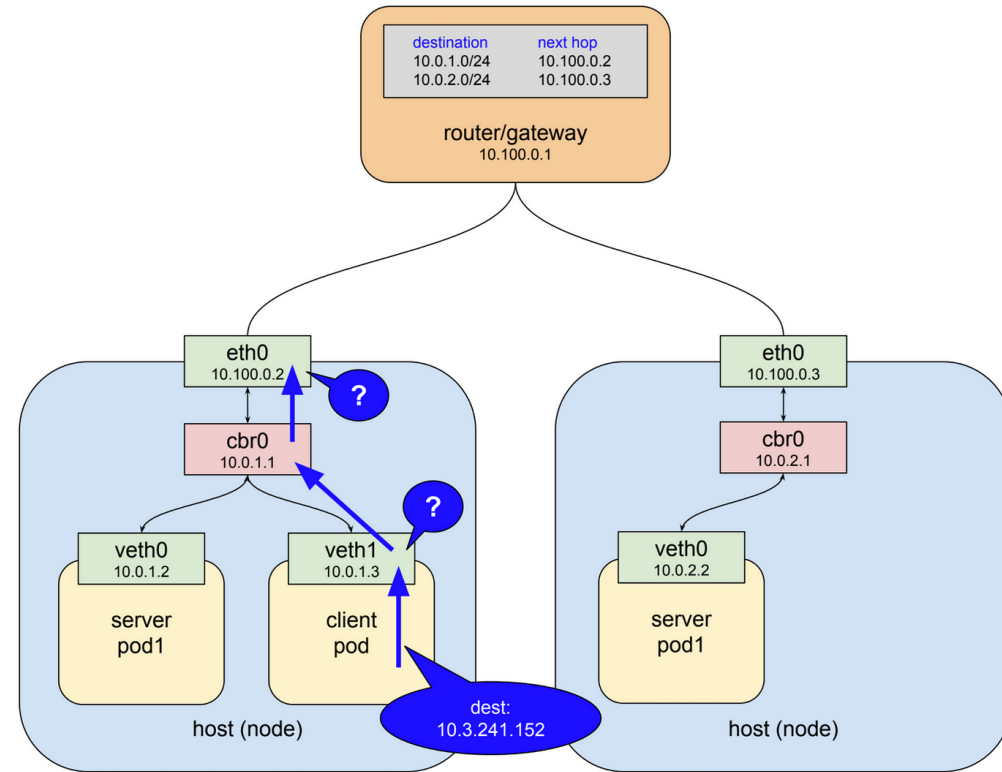 destination next hop
10.0.1.0/24 10.100.0.2
10.0.2.0/24 10.100.0.3
router/gateway
10.100.0.1
eth0
10.100.0.2
?
cbr0
10.0.1.1
?
veth0
10.0.1.2
veth1
10.0.1.3
server
pod1
client
pod
dest:
10.3.241.152
host (node)
eth0
10.100.0.3
cbr0
10.0.2.1
veth0
10.0.2.2
server
pod1
host (node)